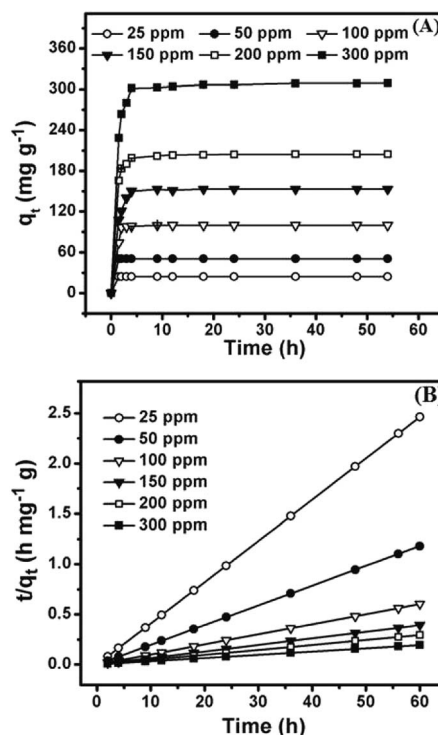 (A)
25 ppm 50 ppm 100 ppm
150 ppm 200 ppm 300 ppm
360
300
240
180
120
60
0
qt (mg g-1)
0 10 20 30 40 50 60
Time (h)
(B)
25 ppm
50 ppm
100 ppm
150 ppm
200 ppm
300 ppm
2.5
2.0
1.5
1.0
0.5
0.0
t/qt (h mg-1 g)
0 10 20 30 40 50 60
Time (h)